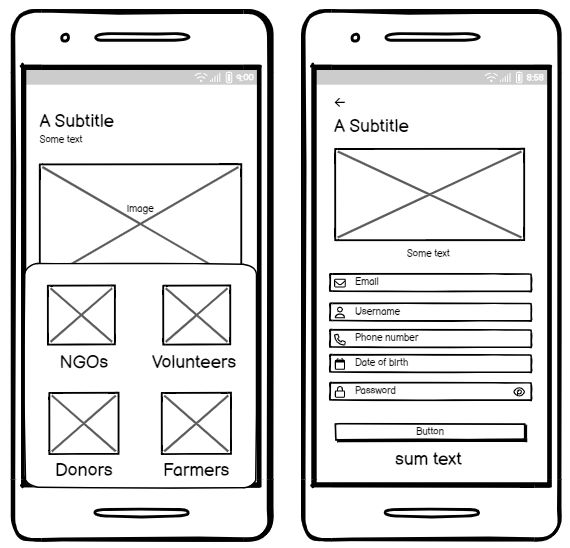 9:00
A Subtitle
Some text
Image
NGOs
Volunteers
Donors
Farmers
8:58
A Subtitle
Some text
Email
Username
Phone number
Date of birth
Password
Button
sum text